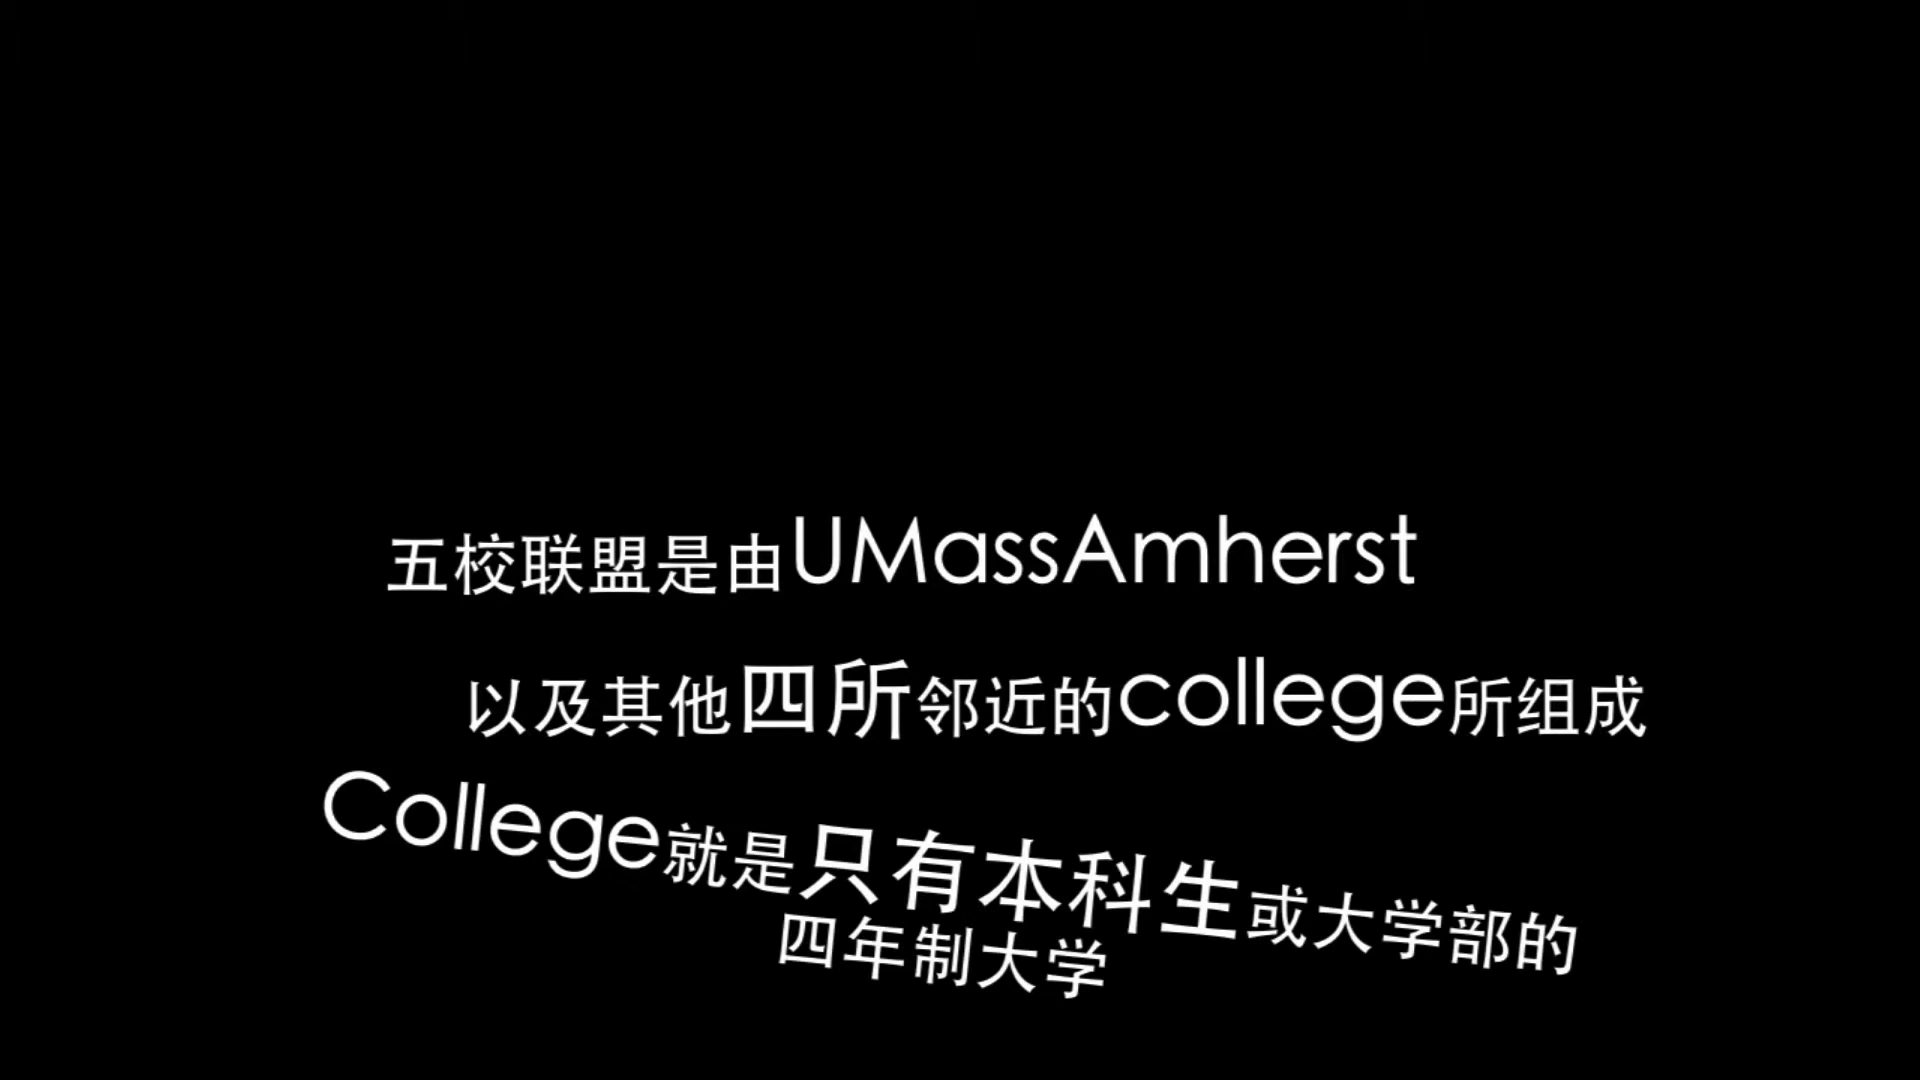 五校联盟是由UMassAmherst
以及其他四所邻近的college所组成
College就是只有本科生或大学部的
四年制大学